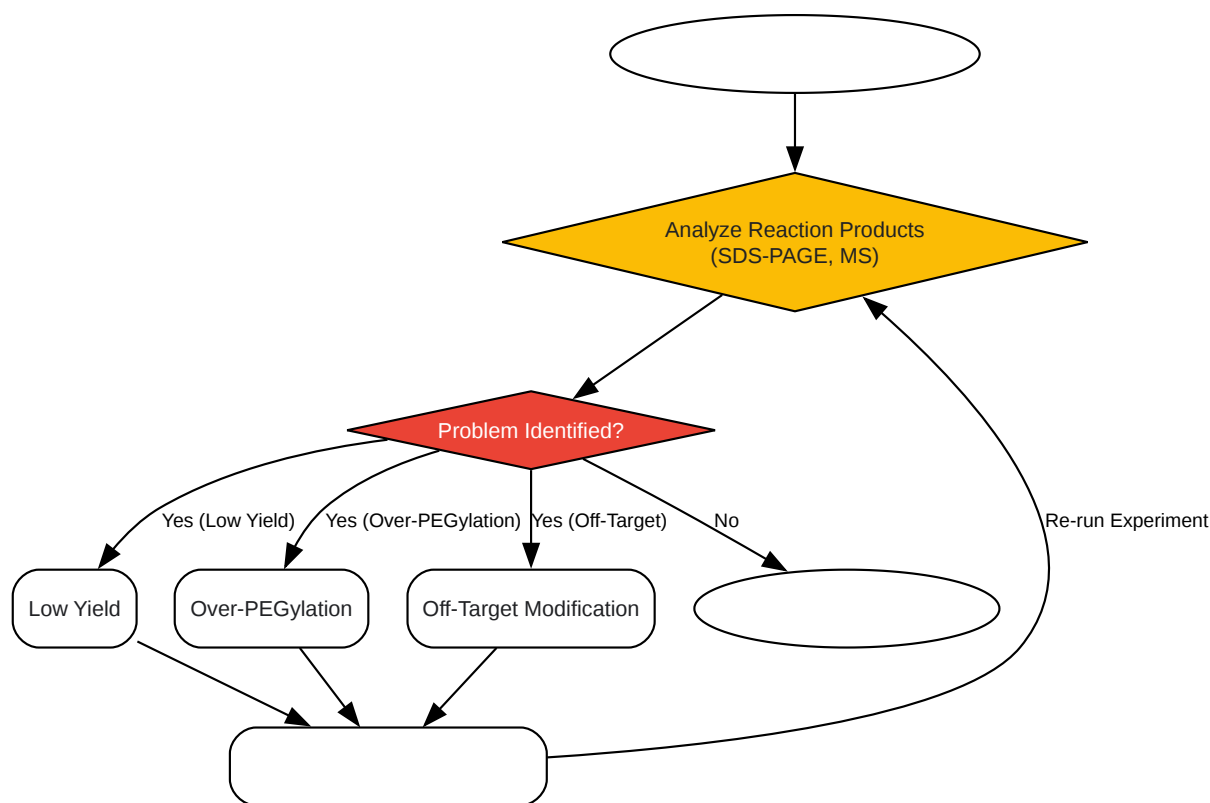 Analyze Reaction Products
(SDS-PAGE, MS)
Problem Identified?
Yes (Low Yield)
Yes (Over-PEGylation)
Yes (Off-Target)
No
Re-run Experiment
Low Yield
Over-PEGylation
Off-Target Modification